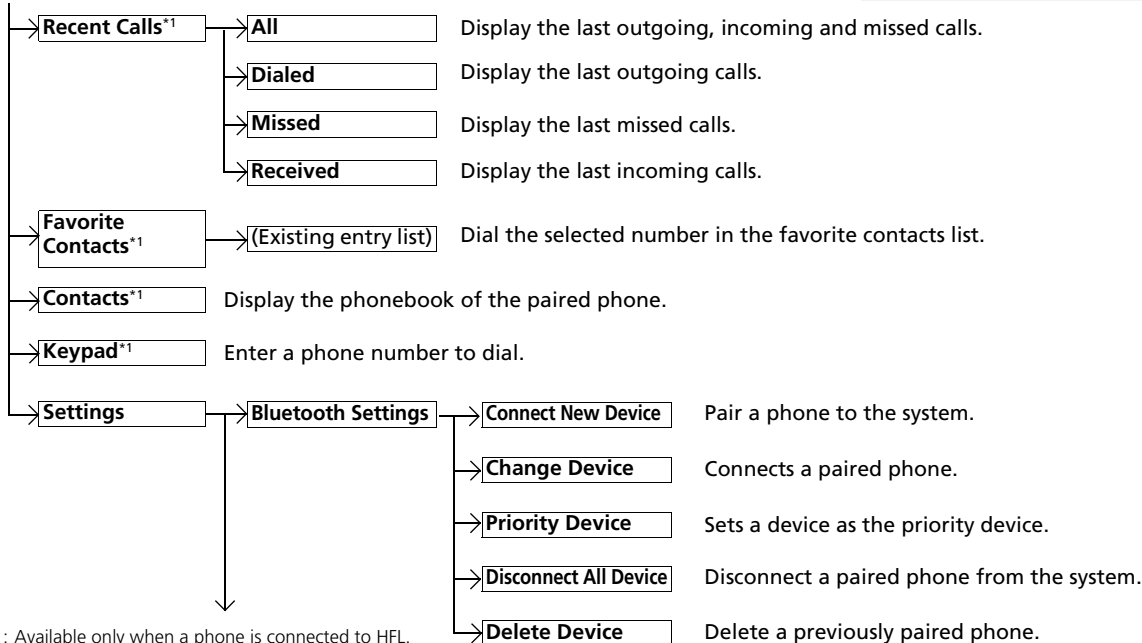 Recent Calls*1
All
Display the last outgoing, incoming and missed calls.
Dialed
Display the last outgoing calls.
Missed
Display the last missed calls.
Received
Display the last incoming calls.
Favorite
Contacts*1
(Existing entry list)
Dial the selected number in the favorite contacts list.
Contacts*1
Display the phonebook of the paired phone.
Keypad*1
Enter a phone number to dial.
Settings
Bluetooth Settings
Connect New Device
Pair a phone to the system.
Change Device
Connects a paired phone.
Priority Device
Sets a device as the priority device.
Disconnect All Device
Disconnect a paired phone from the system.
Delete Device
Delete a previously paired phone.
: Available only when a phone is connected to HFL.